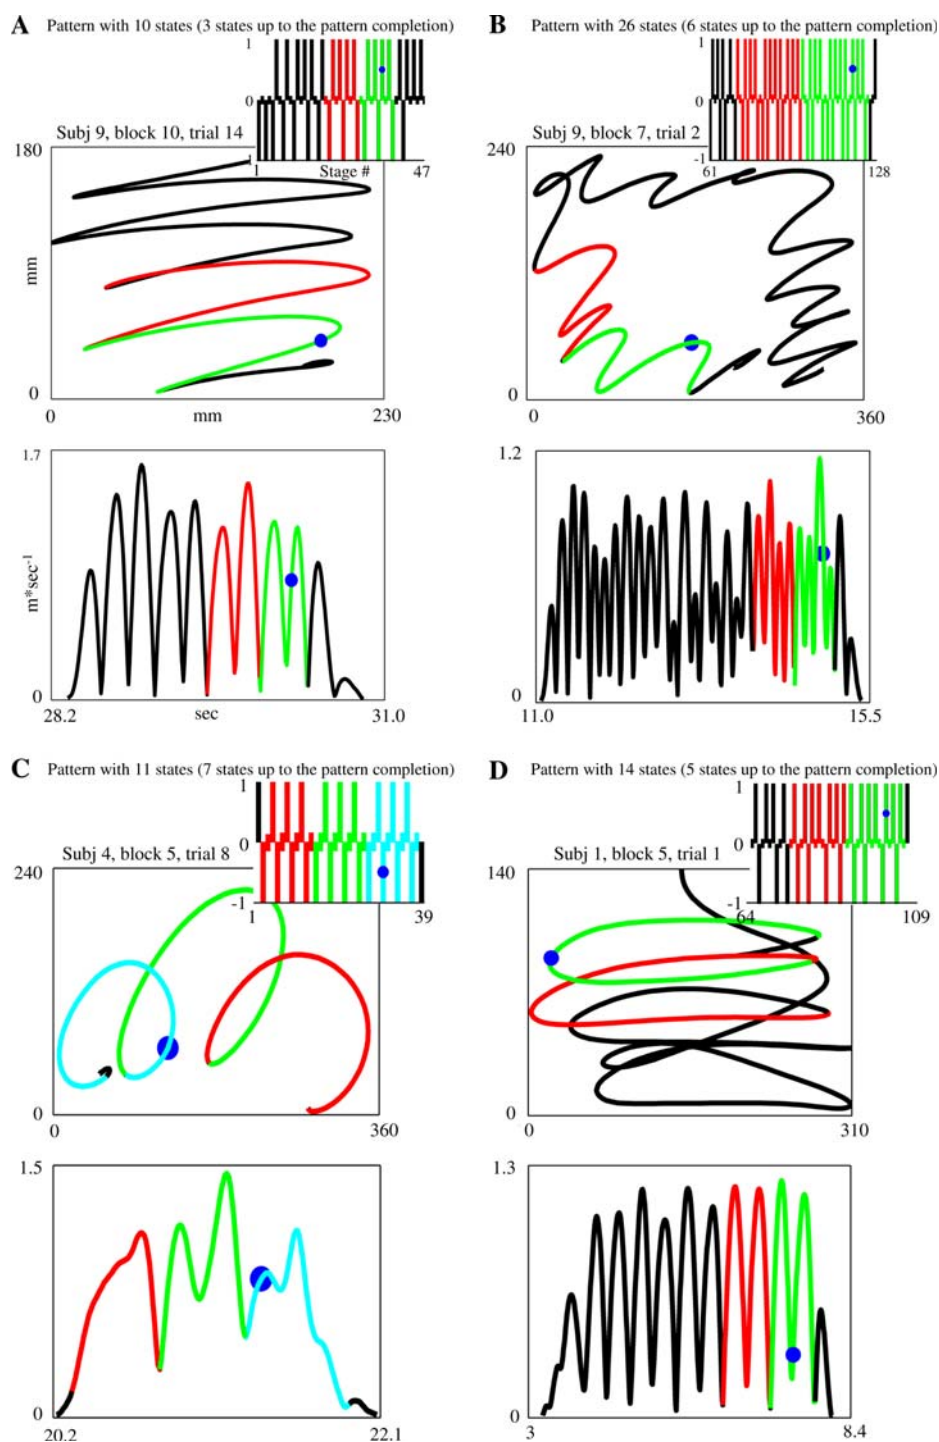 A Pattern with 10 states (3 states up to the pattern completion)
1
0
-1
1 Stage # 47
Subj 9, block 10, trial 14
180
mm
0
0 mm 230
1.7
m*sec-1
0
28.2 sec 31.0
B Pattern with 26 states (6 states up to the pattern completion)
1
0
-1
61 128
Subj 9, block 7, trial 2
240
0
0 360
1.2
0
11.0 15.5
C Pattern with 11 states (7 states up to the pattern completion)
1
0
-1
1 39
Subj 4, block 5, trial 8
240
0
0 360
1.5
0
20.2 22.1
D Pattern with 14 states (5 states up to the pattern completion)
1
0
-1
64 109
Subj 1, block 5, trial 1
140
0
0 310
1.3
0
3 8.4